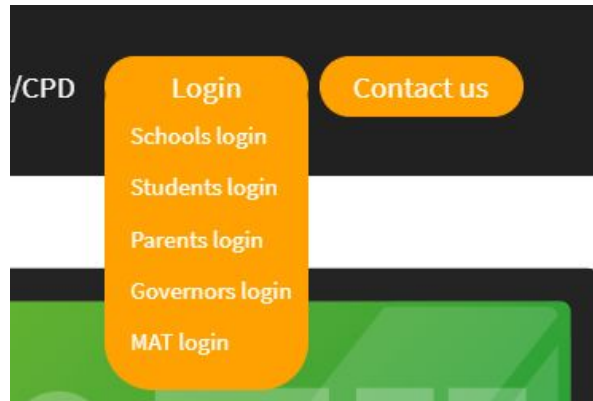 /CPD
Login
Contact us
Schools login
Students login
Parents login
Governors login
MAT login